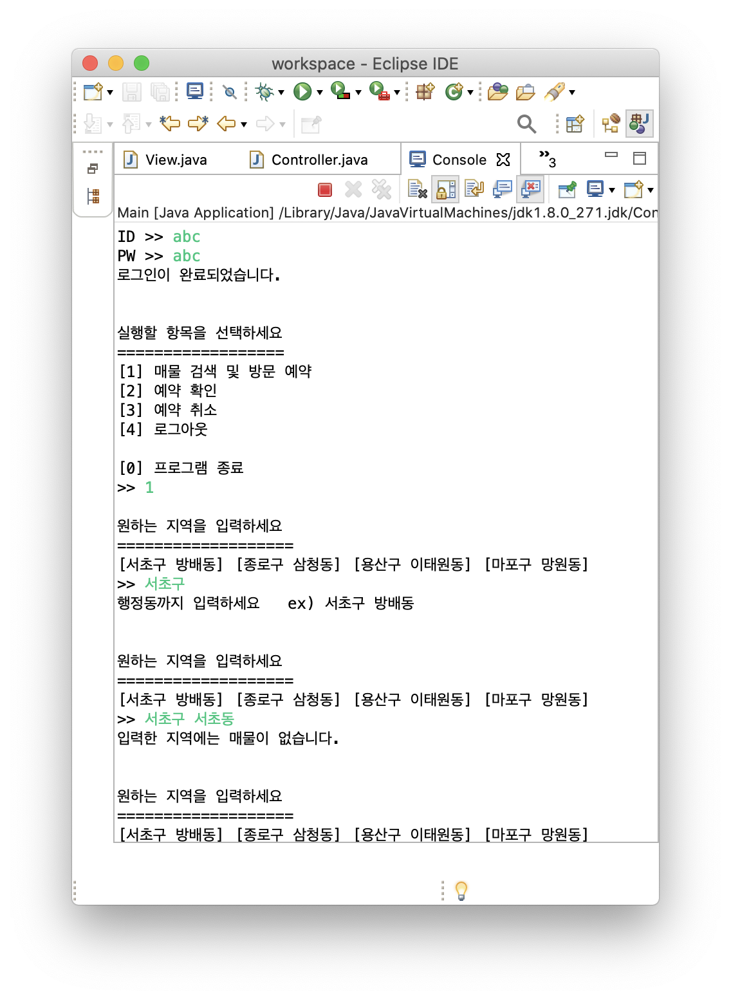 workspace - Eclipse IDE
View.java Controller.java Console »3
Main [Java Application] /Library/Java/JavaVirtualMachines/jdk1.8.0_271.jdk/Con
ID >> abc
PW >> abc
로그인이 완료되었습니다.
실행할 항목을 선택하세요
==================
[1] 매물 검색 및 방문 예약
[2] 예약 확인
[3] 예약 취소
[4] 로그아웃
[0] 프로그램 종료
>> 1
원하는 지역을 입력하세요
===================
[서초구 방배동] [종로구 삼청동] [용산구 이태원동] [마포구 망원동]
>> 서초구
행정동까지 입력하세요   ex) 서초구 방배동
원하는 지역을 입력하세요
===================
[서초구 방배동] [종로구 삼청동] [용산구 이태원동] [마포구 망원동]
>> 서초구 서초동
입력한 지역에는 매물이 없습니다.
원하는 지역을 입력하세요
===================
[서초구 방배동] [종로구 삼청동] [용산구 이태원동] [마포구 망원동]